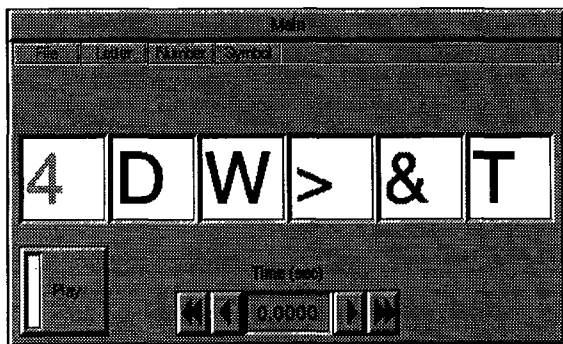 Main
File Letter Number Symbol
4 D W > & T
Play
Time (sec)
0.0000